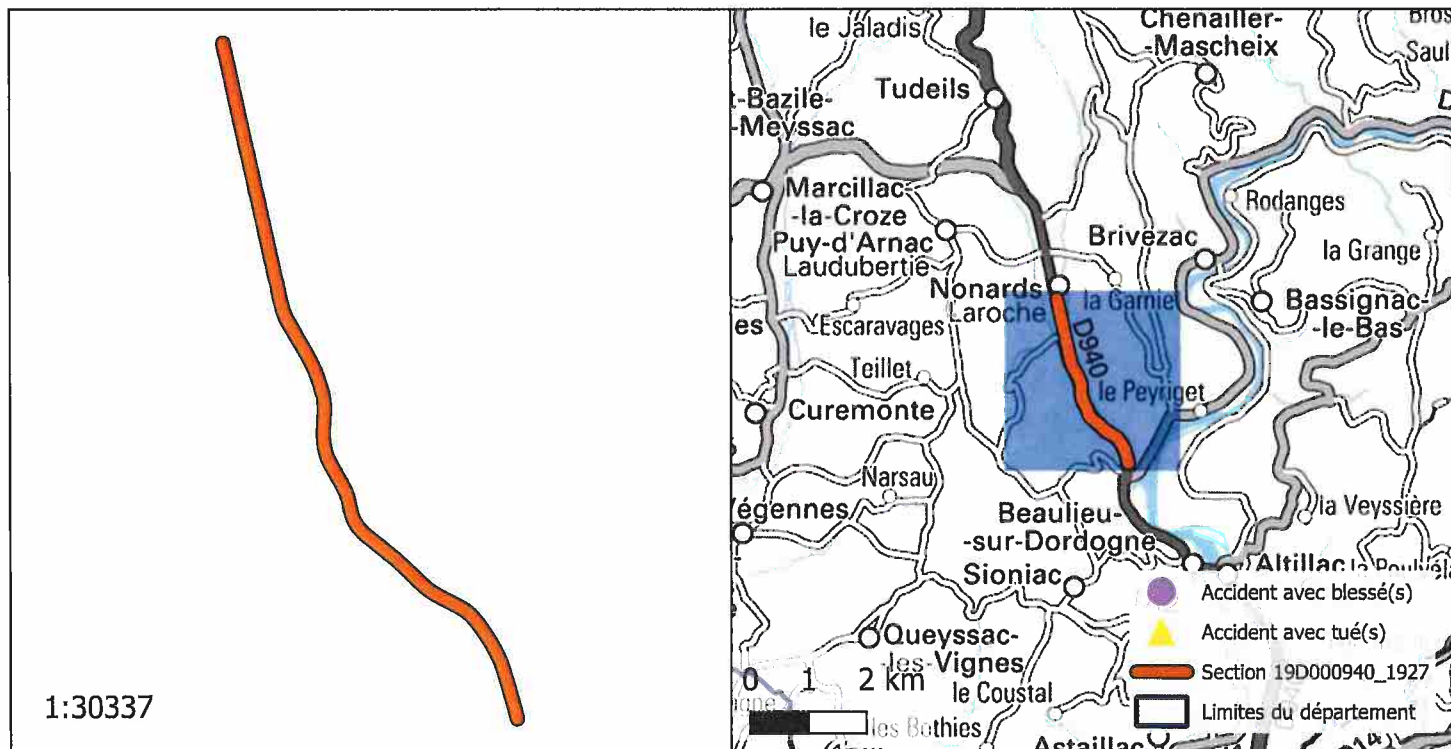 1:30337
le Jaladis
Chenailler-
-Mascheix
Tudeils
t-Bazile-
-Meyssac
Marcillac-
-la-Croze
Puy-d'Arnac
Laudubertie
Rodanges
Brivezac
la Grange
Nonards
Laroche
la Garnie
Bassignac-
-le-Bas
es
Escaravages
D940
Teillet
le Peyriget
Curemonte
Narsau
Végennes
la Veyssière
Beaulieu-
-sur-Dordogne
Sioniac
Altillac
Queyssac-
-les-Vignes
le Coustal
0 1 2 km
les Bothies
Astaillac
Accident avec blessé(s)
Accident avec tué(s)
Section 19D000940_1927
Limites du département